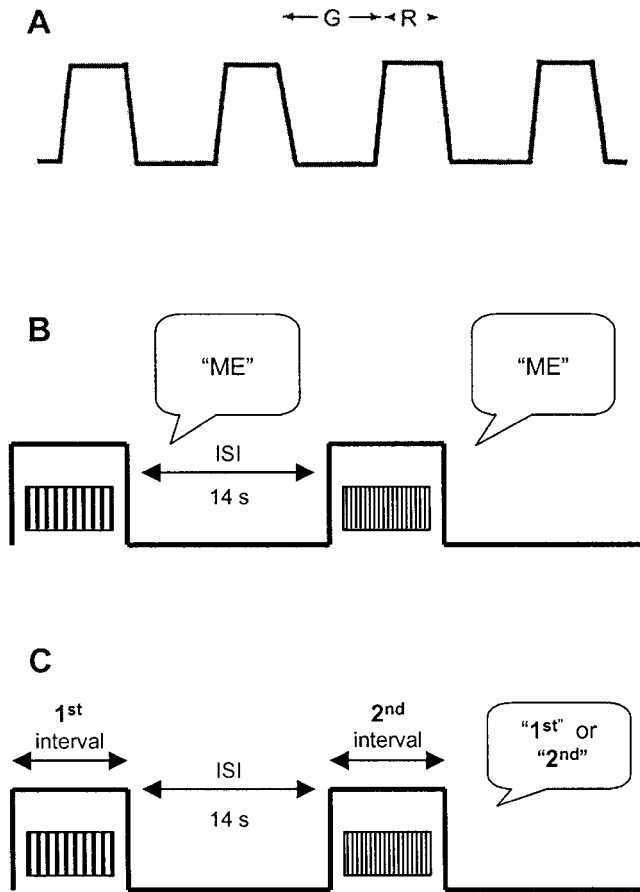 A
G R
B
“ME” “ME”
ISI
14 s
C
1st
interval
2nd
interval
“1st” or
“2nd”
ISI
14 s